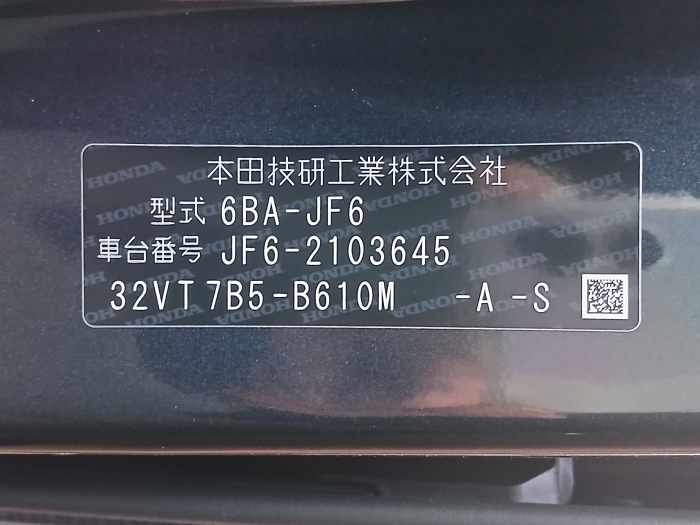 本田技研工業株式会社
型式 6BA-JF6
車台番号 JF6-2103645
32VT7B5-B610M -A-S